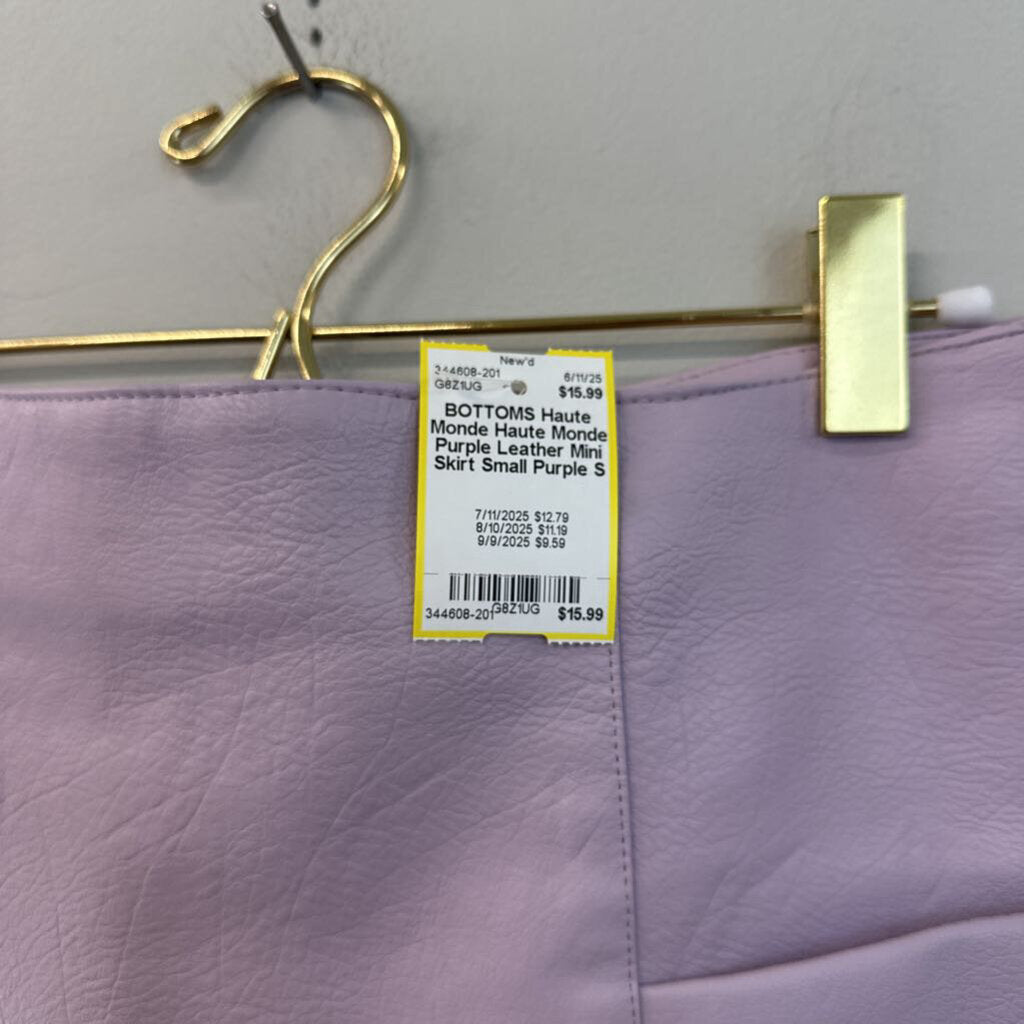 New'd
344608-201 6/11/25
G8Z1UG $15.99
BOTTOMS Haute
Monde Haute Monde
Purple Leather Mini
Skirt Small Purple S
7/11/2025 $12.79
8/10/2025 $11.19
9/9/2025 $9.59
344608-201 G8Z1UG $15.99